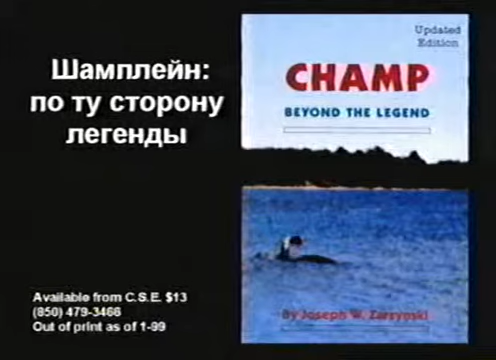 Шамплейн:
по ту сторону
легенды
Updated
Edition
CHAMP
BEYOND THE LEGEND
By Joseph W. Zarzynski
Available from C.S.E. $13
(850) 479-3466
Out of print as of 1-99